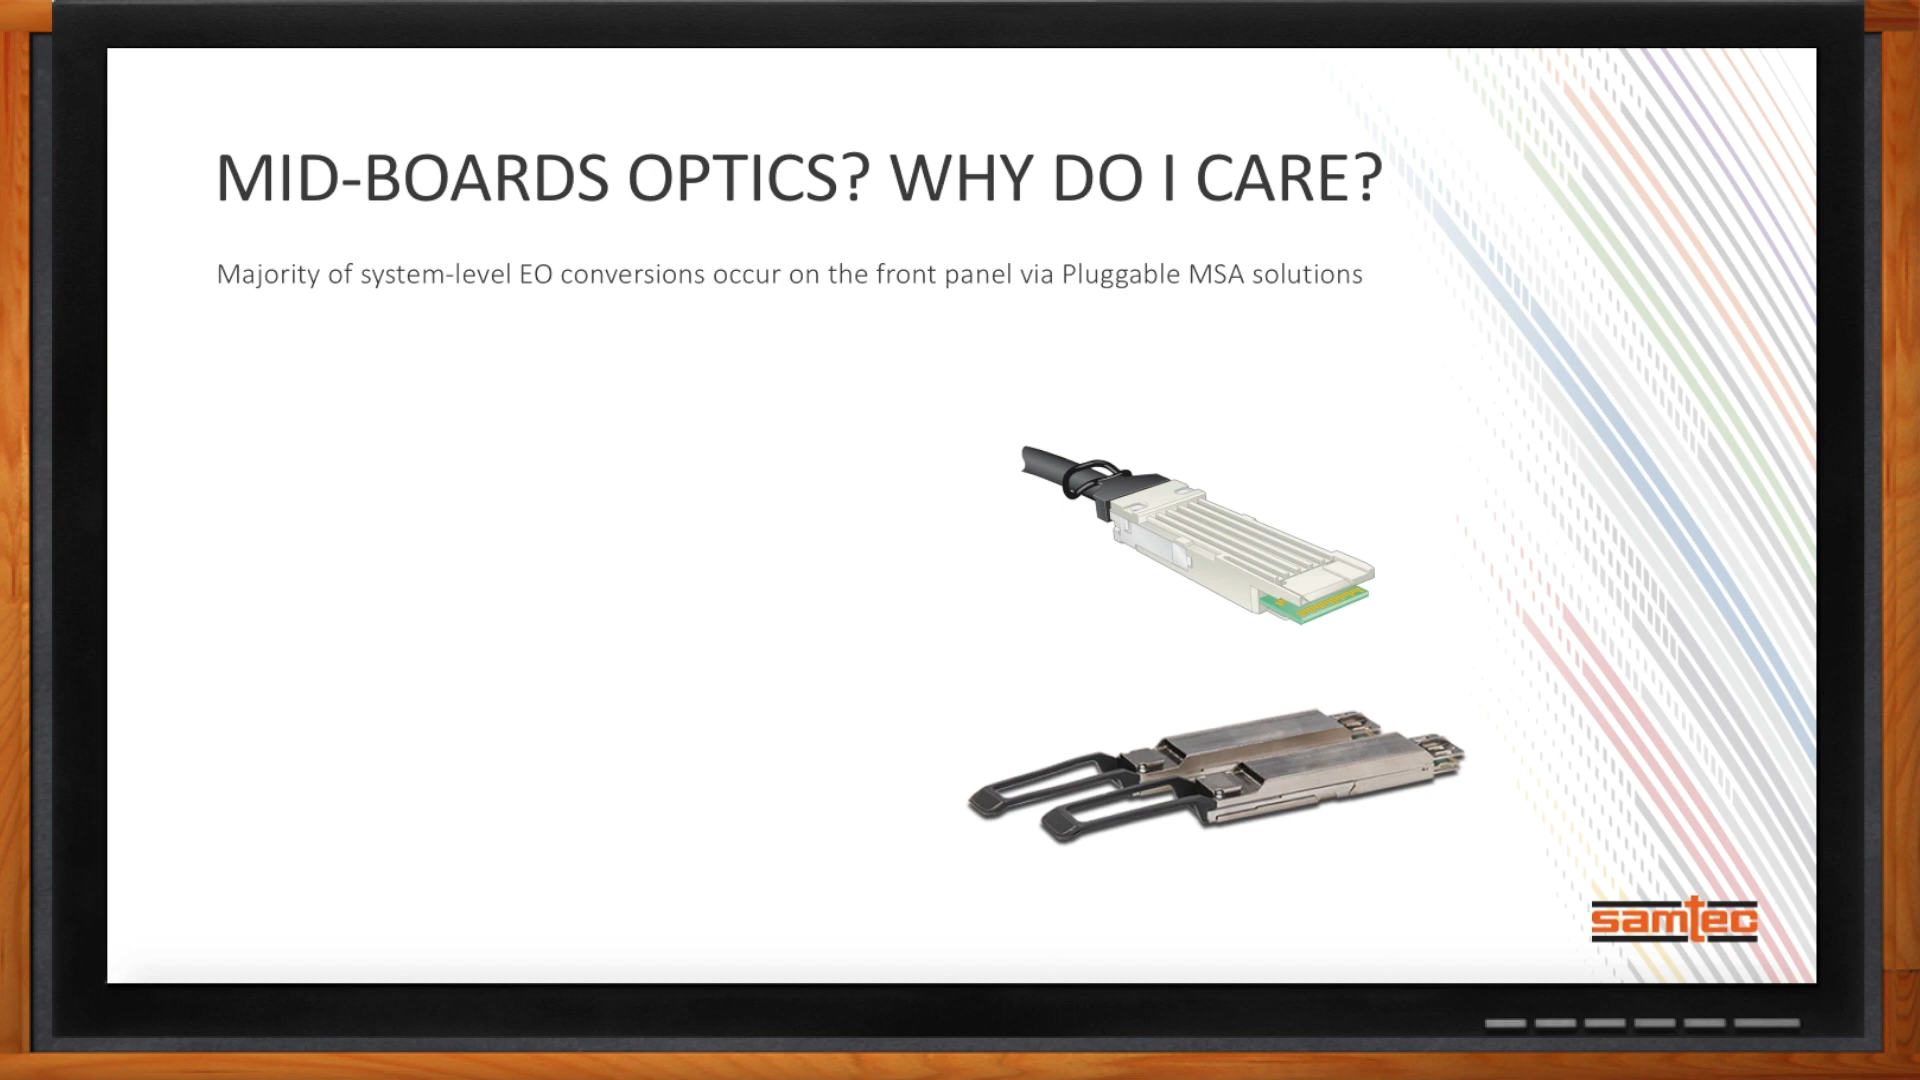 MID-BOARDS OPTICS? WHY DO I CARE?
Majority of system-level EO conversions occur on the front panel via Pluggable MSA solutions
samtec